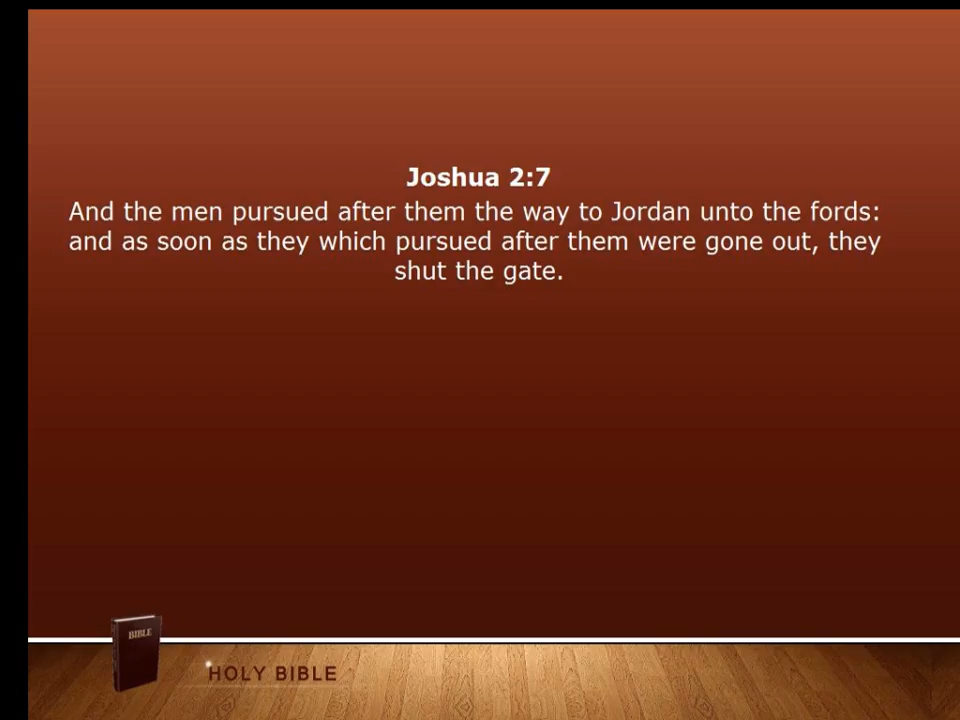 Joshua 2:7
And the men pursued after them the way to Jordan unto the fords:
and as soon as they which pursued after them were gone out, they
shut the gate.
BIBLE
HOLY BIBLE